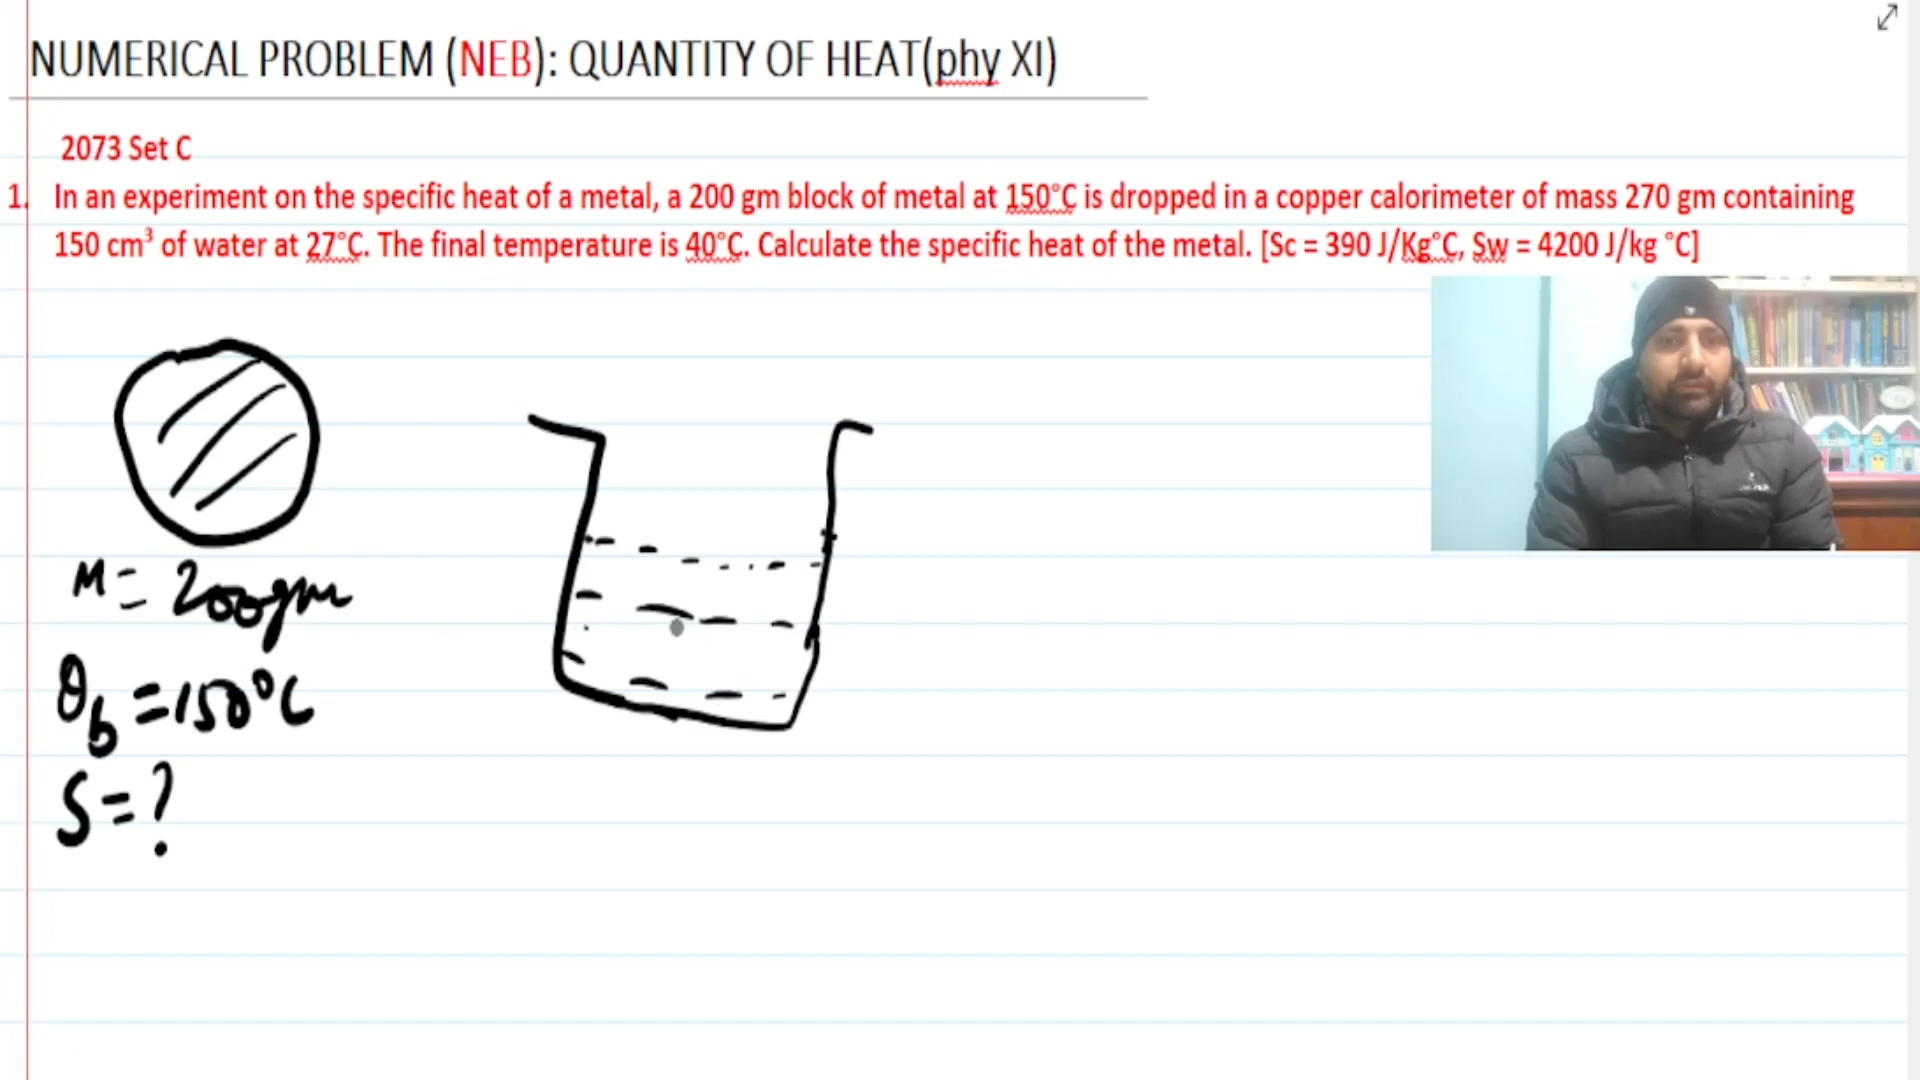 NUMERICAL PROBLEM (NEB): QUANTITY OF HEAT(phy XI)
2073 Set C
1. In an experiment on the specific heat of a metal, a 200 gm block of metal at 150°C is dropped in a copper calorimeter of mass 270 gm containing
150 cm³ of water at 27°C. The final temperature is 40°C. Calculate the specific heat of the metal. [Sc = 390 J/Kg°C, Sw = 4200 J/kg °C]
M = 200gm
θb = 150°C
S = ?